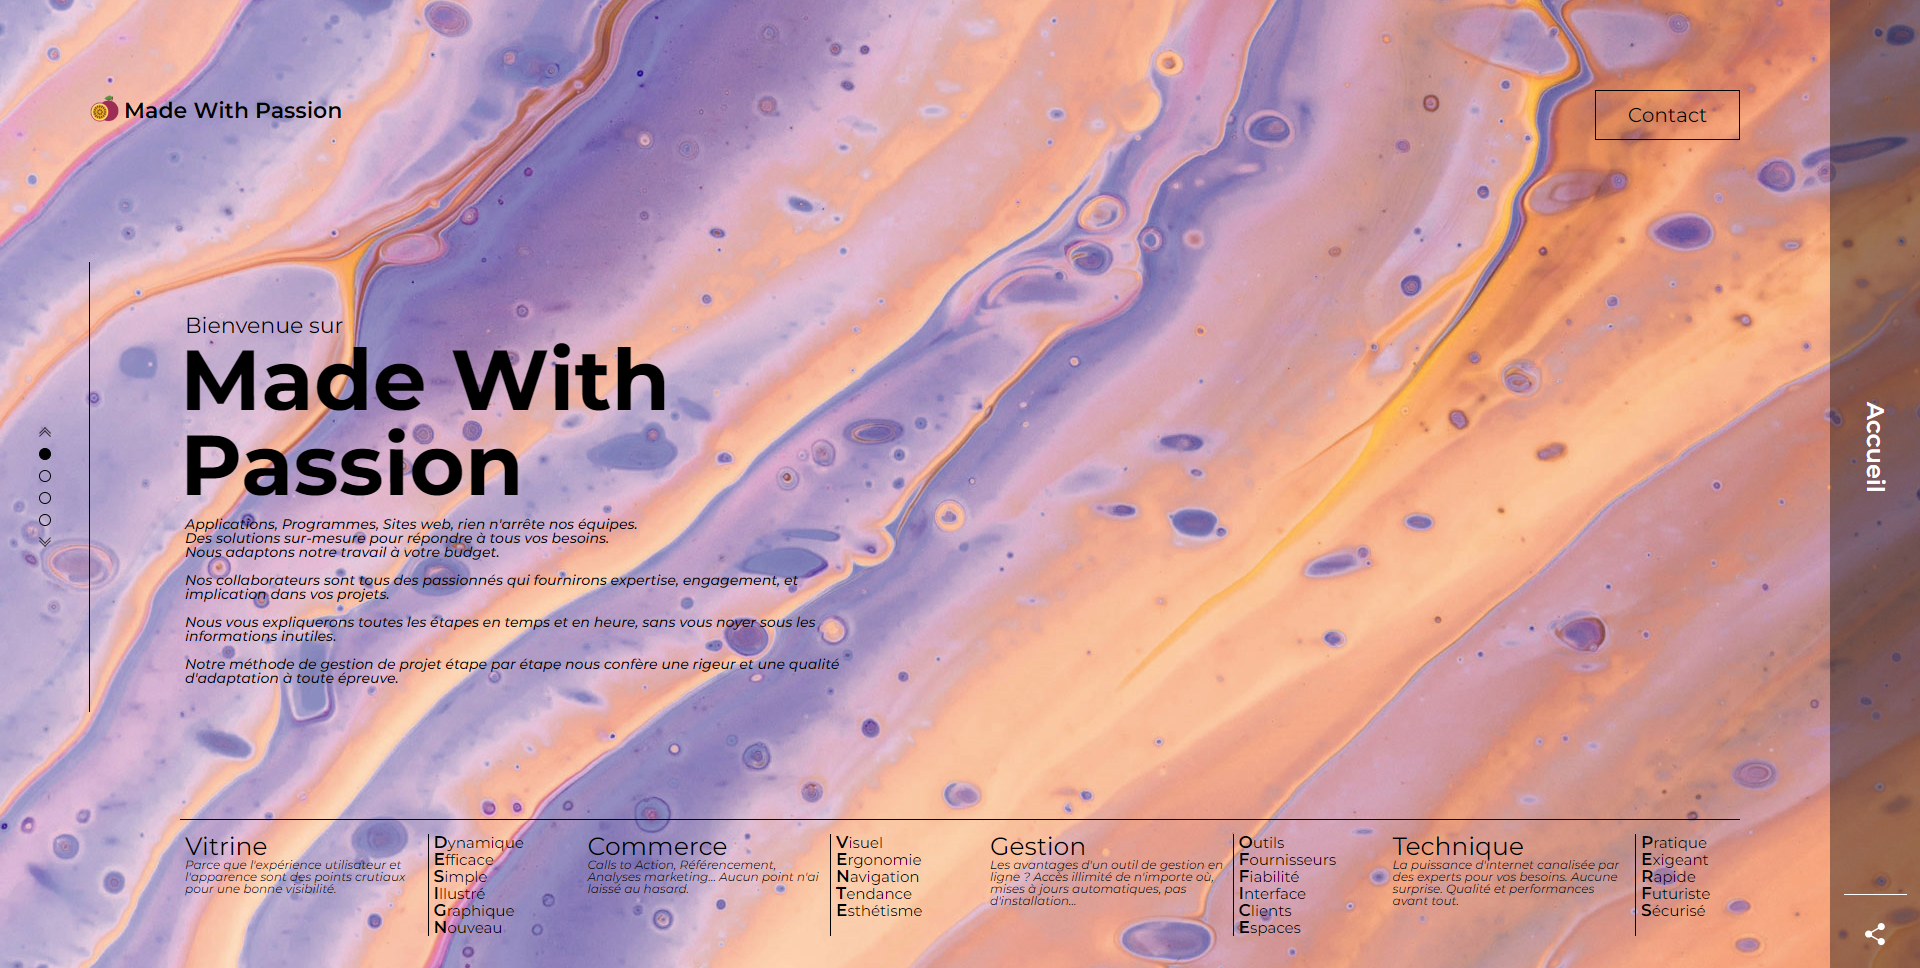 Made With Passion
Contact
Bienvenue sur
Made With
Passion
Applications, Programmes, Sites web, rien n'arrête nos équipes.
Des solutions sur-mesure pour répondre à tous vos besoins.
Nous adaptons notre travail à votre budget.
Nos collaborateurs sont tous des passionnés qui fournirons expertise, engagement, et
implication dans vos projets.
Nous vous expliquerons toutes les étapes en temps et en heure, sans vous noyer sous les
informations inutiles.
Notre méthode de gestion de projet étape par étape nous confère une rigeur et une qualité
d'adaptation à toute épreuve.
Accueil
Vitrine
Parce que l'expérience utilisateur et
l'apparence sont des points crutiaux
pour une bonne visibilité.
Dynamique
Efficace
Simple
Illustré
Graphique
Nouveau
Commerce
Calls to Action, Référencement,
Analyses marketing... Aucun point n'ai
laissé au hasard.
Visuel
Ergonomie
Navigation
Tendance
Esthétisme
Gestion
Les avantages d'un outil de gestion en
ligne ? Accès illimité de n'importe où,
mises à jours automatiques, pas
d'installation...
Outils
Fournisseurs
Fiabilité
Interface
Clients
Espaces
Technique
La puissance d'internet canalisée par
des experts pour vos besoins. Aucune
surprise. Qualité et performances
avant tout.
Pratique
Exigeant
Rapide
Futuriste
Sécurisé